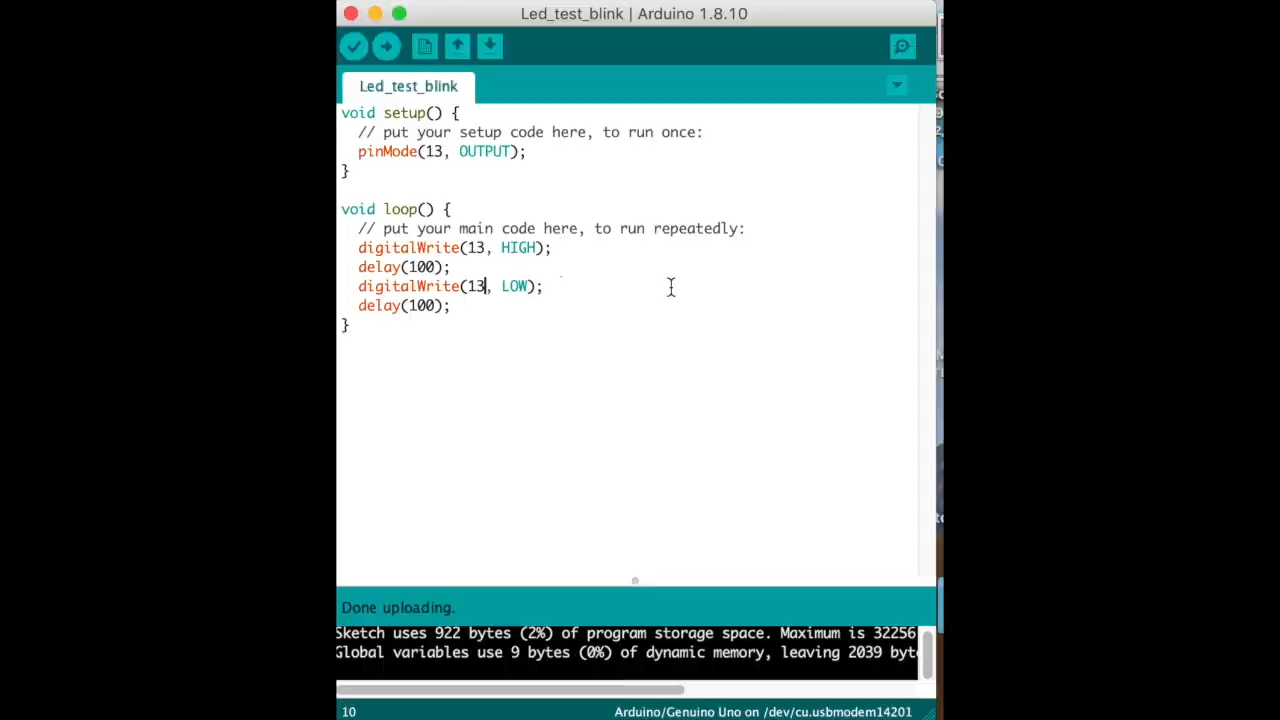 Led_test_blink | Arduino 1.8.10
Led_test_blink
void setup() {
  // put your setup code here, to run once:
  pinMode(13, OUTPUT);
}
void loop() {
  // put your main code here, to run repeatedly:
  digitalWrite(13, HIGH);
  delay(100);
  digitalWrite(13, LOW);
  delay(100);
}
Done uploading.
Sketch uses 922 bytes (2%) of program storage space. Maximum is 32256
Global variables use 9 bytes (0%) of dynamic memory, leaving 2039 byt
10
Arduino/Genuino Uno on /dev/cu.usbmodem14201